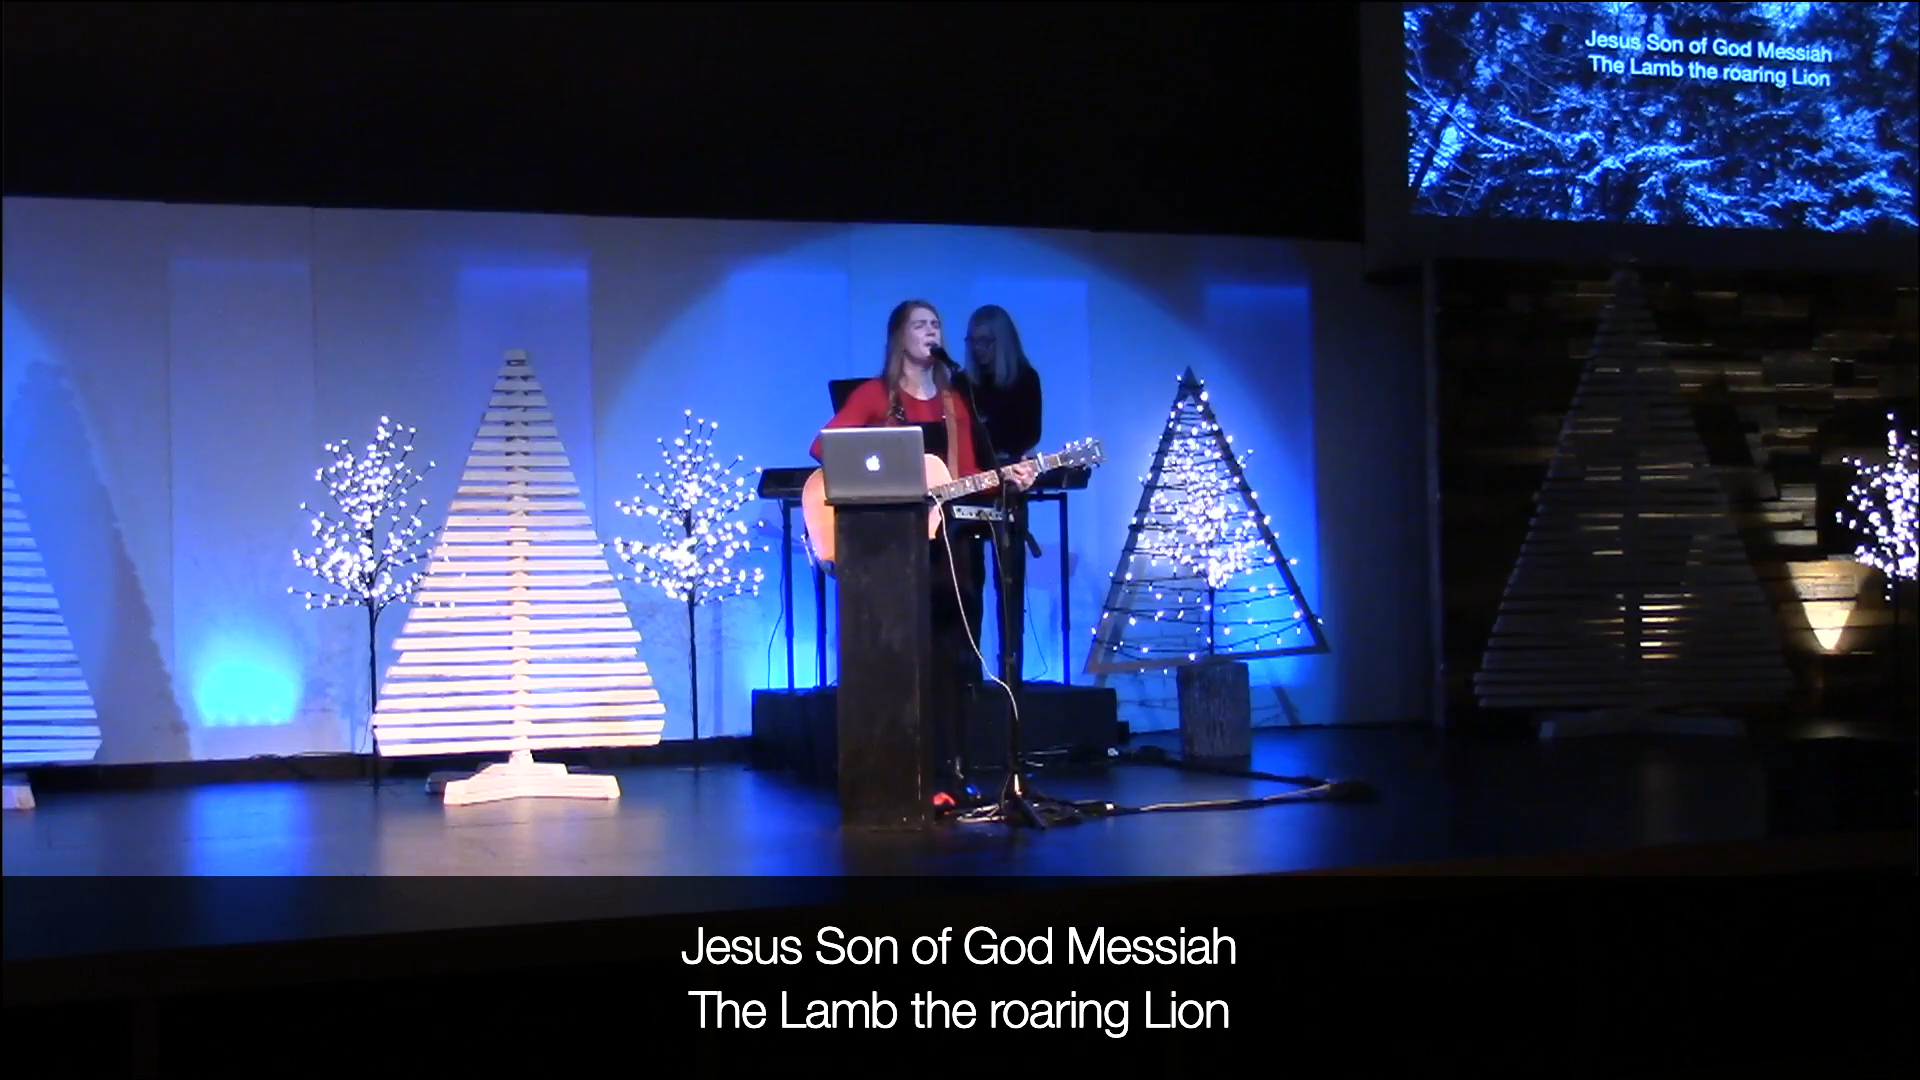 Jesus Son of God Messiah
The Lamb the roaring Lion
Jesus Son of God Messiah
The Lamb the roaring Lion